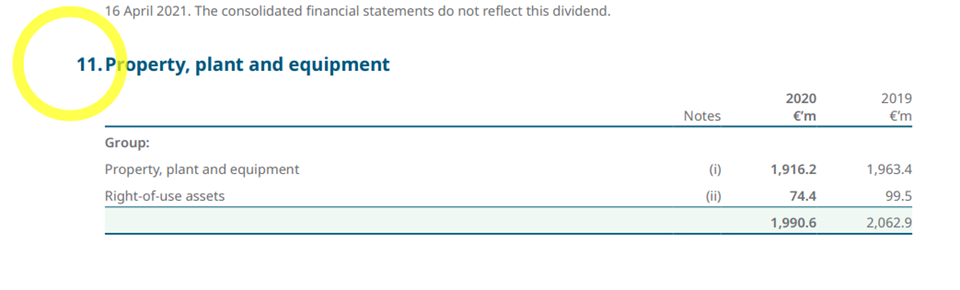 16 April 2021. The consolidated financial statements do not reflect this dividend.
11. Property, plant and equipment
2020 2019
Notes €’m €’m
Group:
Property, plant and equipment (i) 1,916.2 1,963.4
Right-of-use assets (ii) 74.4 99.5
1,990.6 2,062.9